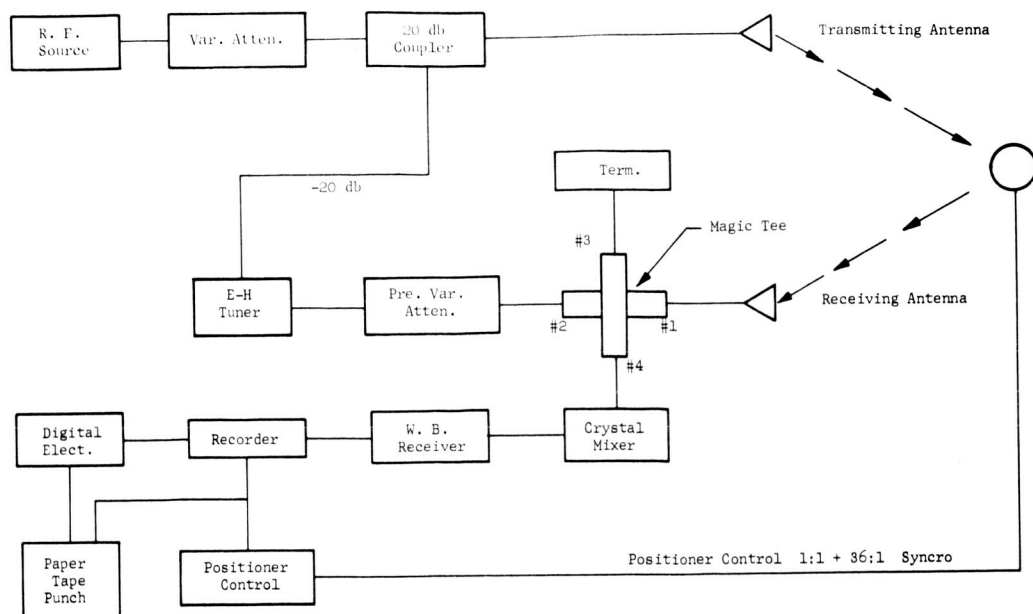 R. F.
Source
Var. Atten.
20 db
Coupler
Transmitting Antenna
-20 db
Term.
#3
Magic Tee
E-H
Tuner
Pre. Var.
Atten.
#2
#1
Receiving Antenna
#4
Digital
Elect.
Recorder
W. B.
Receiver
Crystal
Mixer
Paper
Tape
Punch
Positioner
Control
Positioner Control 1:1 + 36:1 Syncro